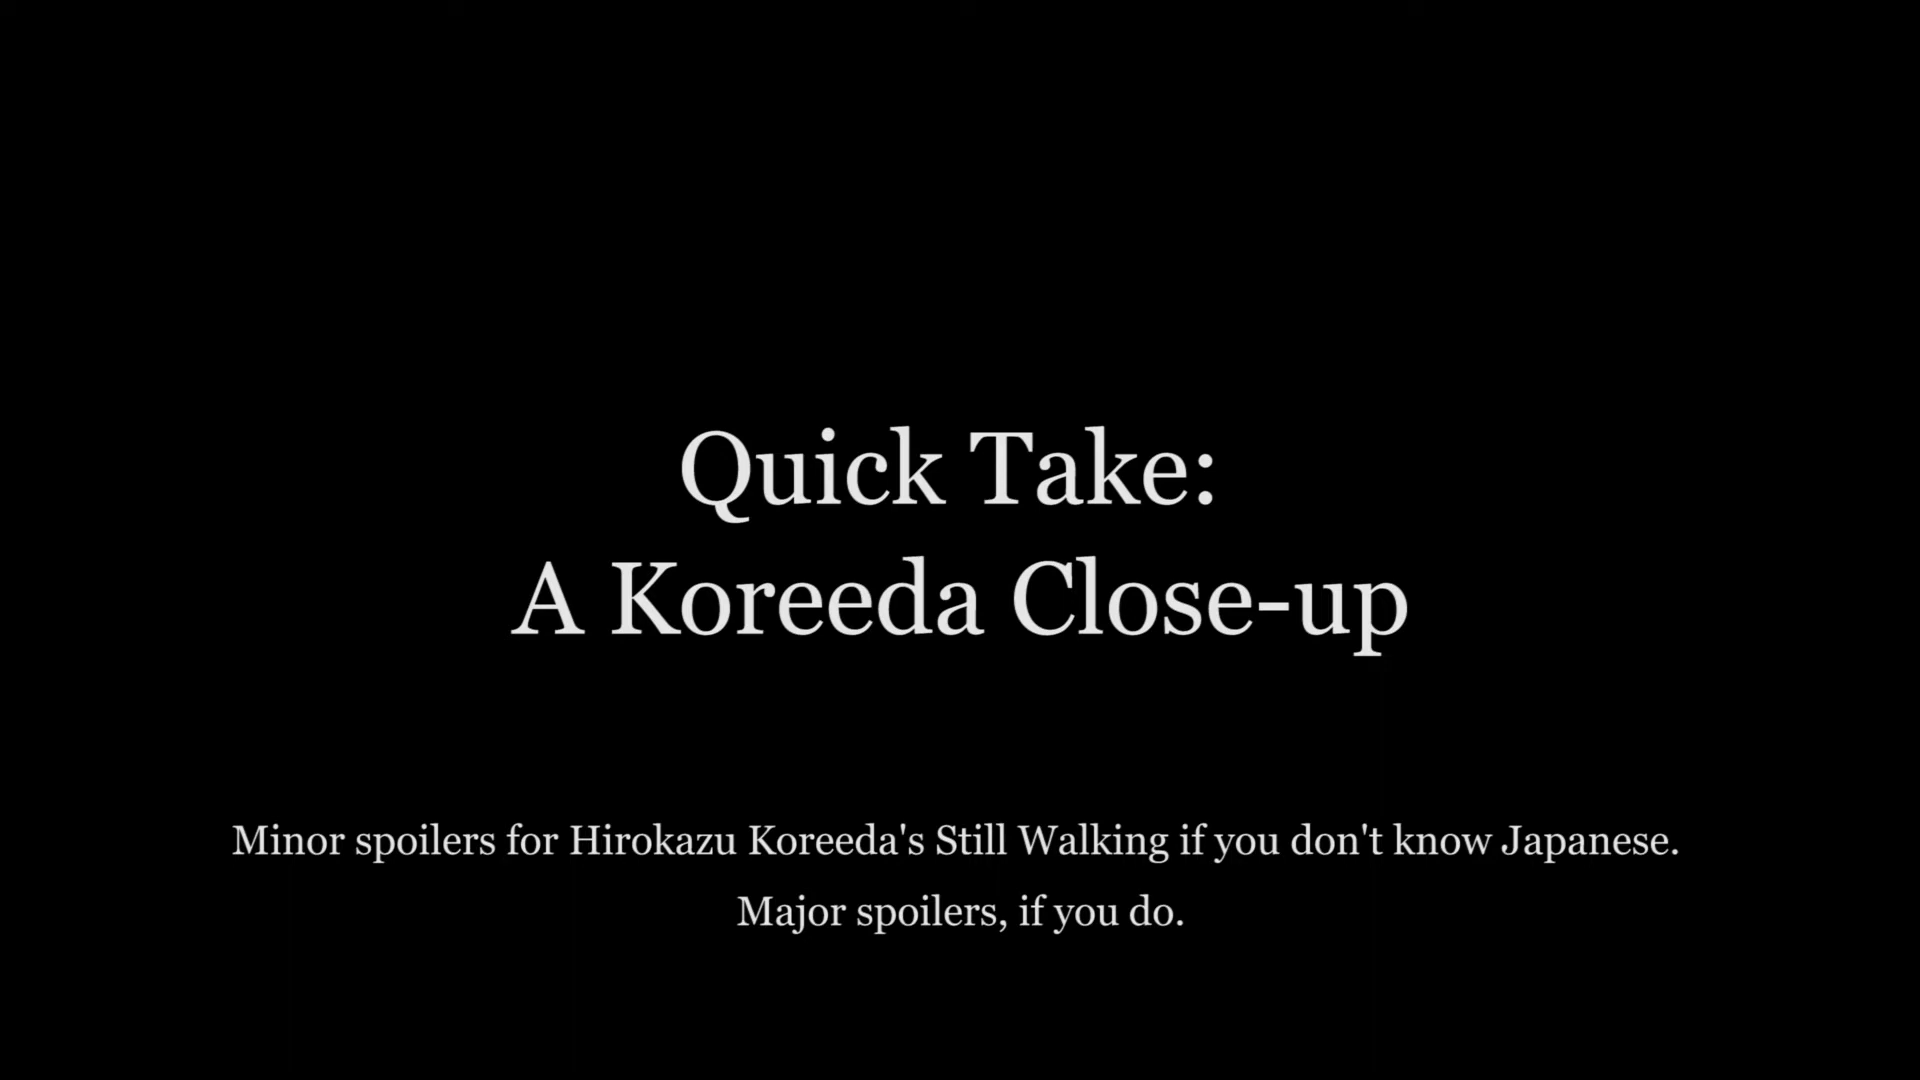 Quick Take:
A Koreeda Close-up
Minor spoilers for Hirokazu Koreeda's Still Walking if you don't know Japanese.
Major spoilers, if you do.